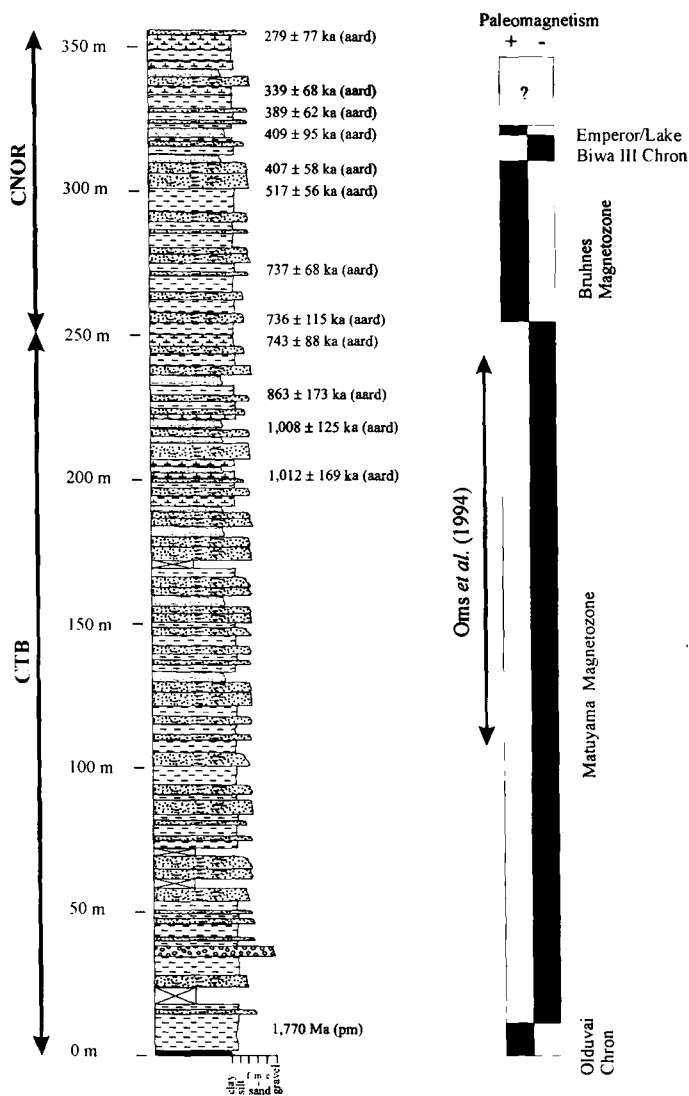 Paleomagnetism
+ -
350 m
279 ± 77 ka (aard)
339 ± 68 ka (aard)
?
389 ± 62 ka (aard)
409 ± 95 ka (aard)
Emperor/Lake
Biwa III Chron
407 ± 58 ka (aard)
300 m
517 ± 56 ka (aard)
CNOR
737 ± 68 ka (aard)
Bruhnes
Magnetozone
736 ± 115 ka (aard)
250 m
743 ± 88 ka (aard)
863 ± 173 ka (aard)
1,008 ± 125 ka (aard)
200 m
1,012 ± 169 ka (aard)
Oms et al. (1994)
150 m
CTB
Matuyama Magnetozone
100 m
50 m
1,770 Ma (pm)
0 m
Olduvai
Chron
clay
silt
f m c
sand
gravel